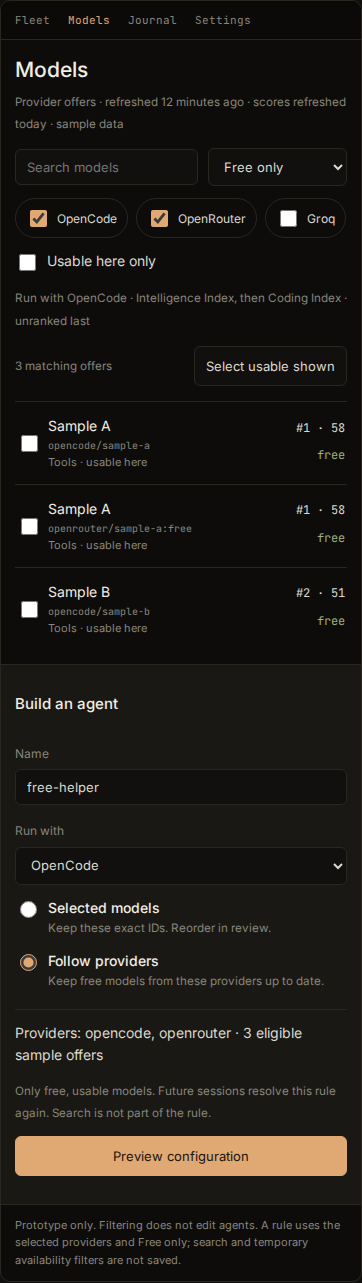 Fleet Models Journal Settings
Models
Provider offers · refreshed 12 minutes ago · scores refreshed
today · sample data
Search models Free only
OpenCode OpenRouter Groq
Usable here only
Run with OpenCode · Intelligence Index, then Coding Index ·
unranked last
3 matching offers Select usable shown
Sample A #1 · 58
opencode/sample-a free
Tools · usable here
Sample A #1 · 58
openrouter/sample-a:free free
Tools · usable here
Sample B #2 · 51
opencode/sample-b free
Tools · usable here
Build an agent
Name
free-helper
Run with
OpenCode
Selected models
Keep these exact IDs. Reorder in review.
Follow providers
Keep free models from these providers up to date.
Providers: opencode, openrouter · 3 eligible
sample offers
Only free, usable models. Future sessions resolve this rule
again. Search is not part of the rule.
Preview configuration
Prototype only. Filtering does not edit agents. A rule uses the
selected providers and Free only; search and temporary
availability filters are not saved.